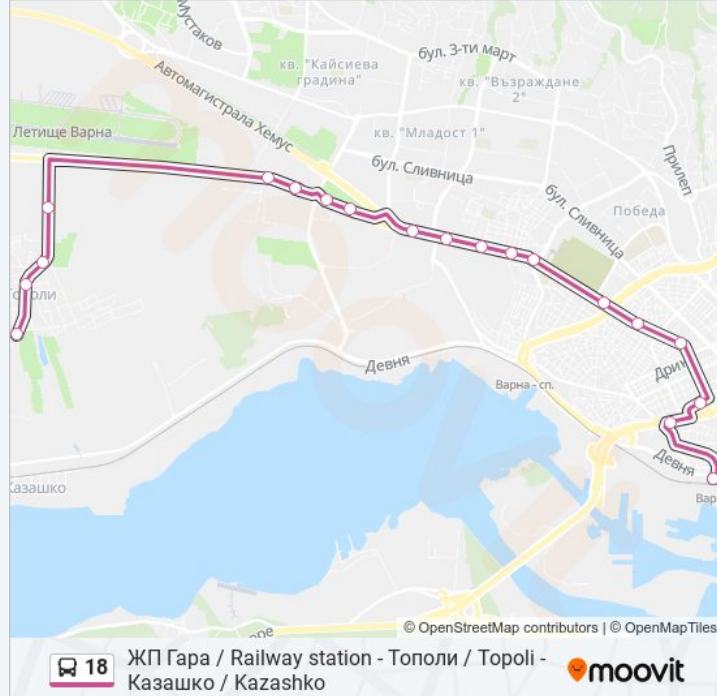 Мустаков
бул. 3-ти март
кв. "Кайсиева
градина"
кв. "Възраждане
2"
Автомагистрала Хемус
Летище Варна
кв. "Младост 1"
бул. Сливница
Прилеп
бул. Сливница
Победа
Тополи
Девня
Варна - сп.
Девня
Казашко
© OpenStreetMap contributors | © OpenMapTiles
18
ЖП Гара / Railway station - Тополи / Topoli -
Казашко / Kazashko
moovit